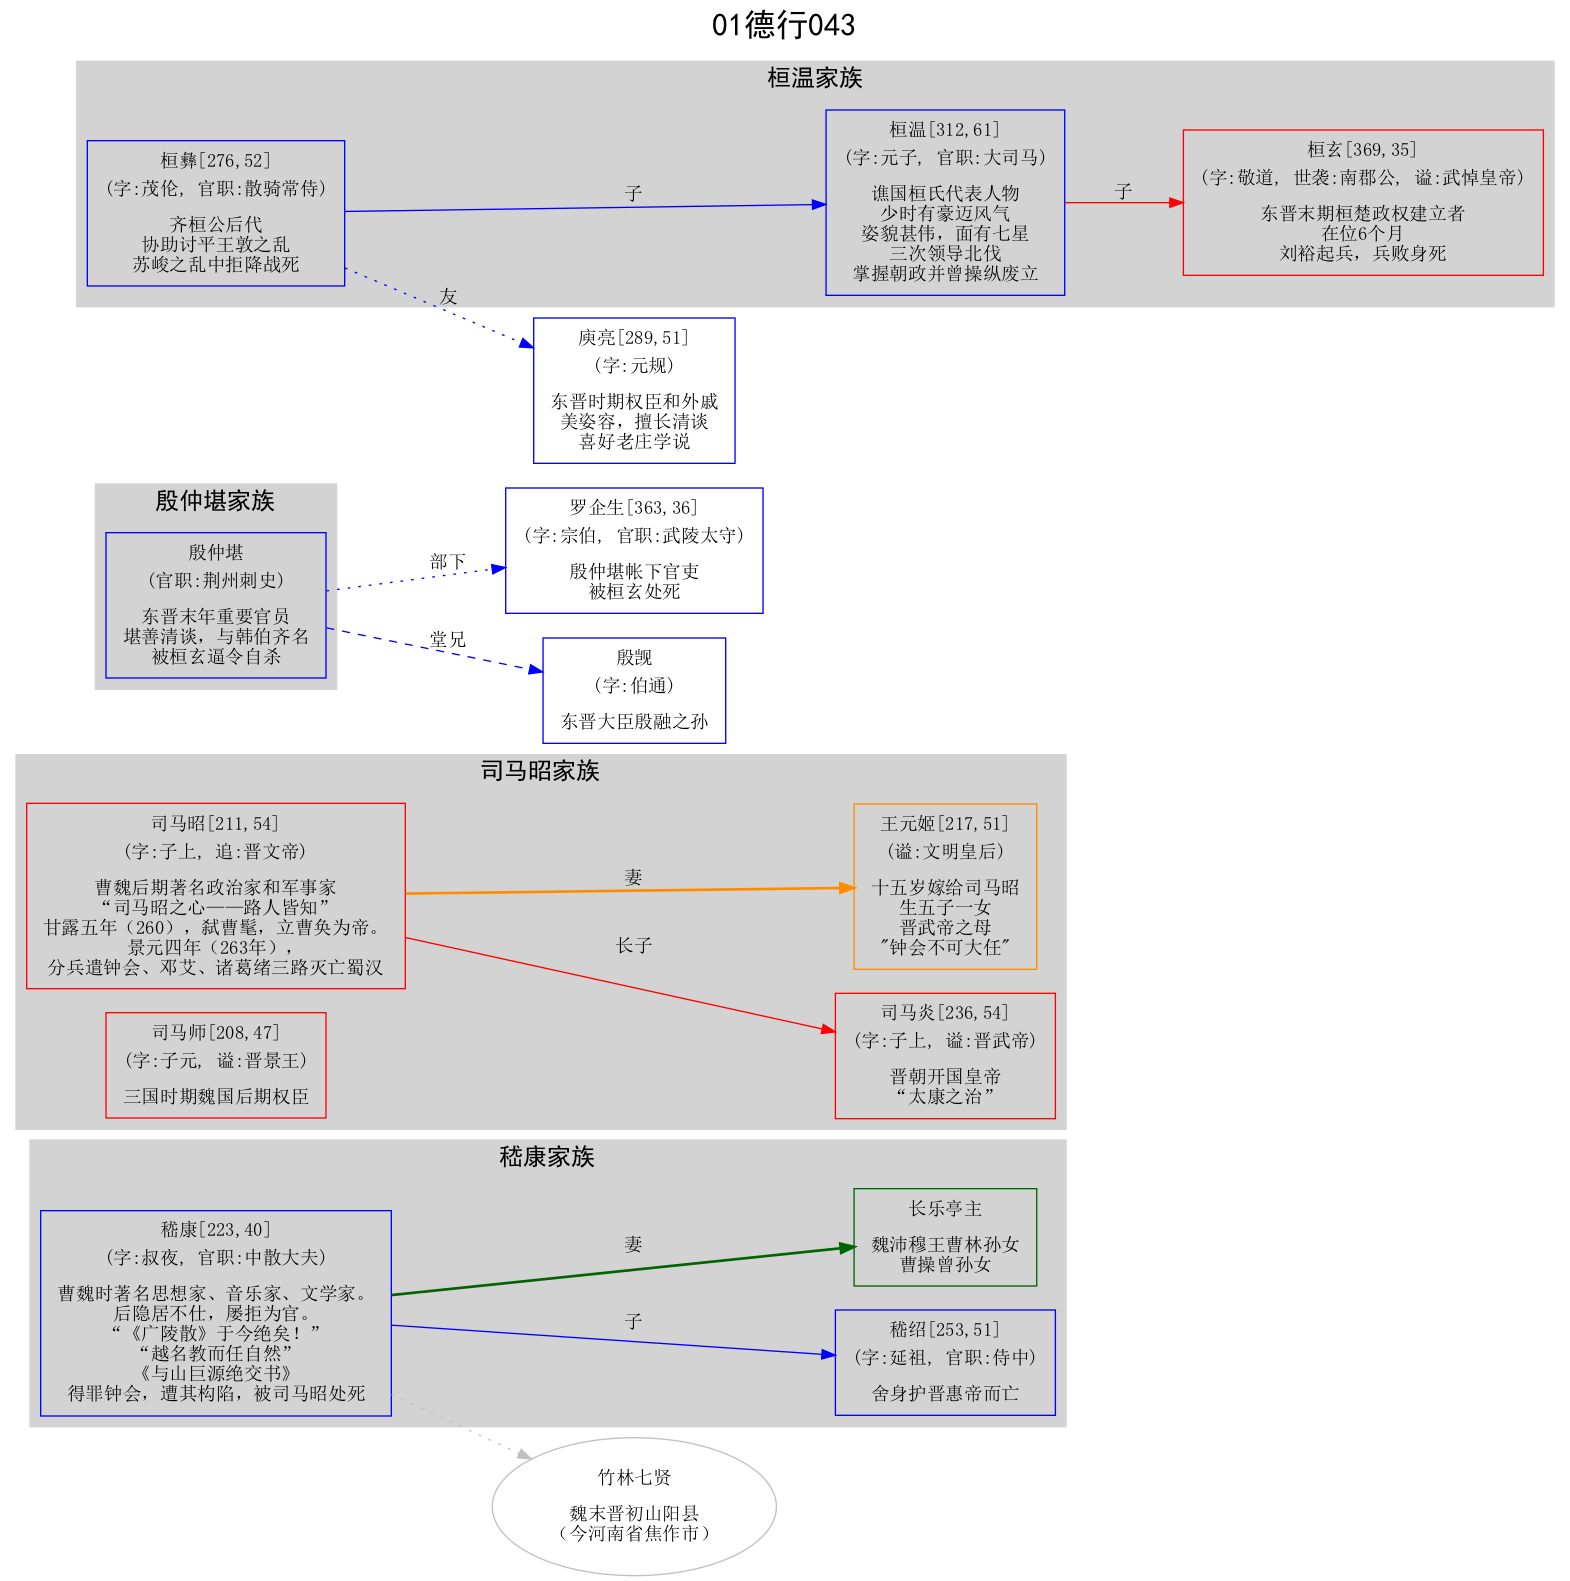 01德行043
桓温家族
桓彝[276,52]
(字:茂伦, 官职:散骑常侍)
齐桓公后代
协助讨平王敦之乱
苏峻之乱中拒降战死
子
桓温[312,61]
(字:元子, 官职:大司马)
谯国桓氏代表人物
少时有豪迈风气
姿貌甚伟，面有七星
三次领导北伐
掌握朝政并曾操纵废立
子
桓玄[369,35]
(字:敬道, 世袭:南郡公, 谥:武悼皇帝)
东晋末期桓楚政权建立者
在位6个月
刘裕起兵，兵败身死
友
庾亮[289,51]
(字:元规)
东晋时期权臣和外戚
美姿容，擅长清谈
喜好老庄学说
殷仲堪家族
殷仲堪
(官职:荆州刺史)
东晋末年重要官员
堪善清谈，与韩伯齐名
被桓玄逼令自杀
部下
罗企生[363,36]
(字:宗伯, 官职:武陵太守)
殷仲堪帐下官吏
被桓玄处死
堂兄
殷觊
(字:伯通)
东晋大臣殷融之孙
司马昭家族
司马昭[211,54]
(字:子上, 追:晋文帝)
曹魏后期著名政治家和军事家
“司马昭之心——路人皆知”
甘露五年（260），弑曹髦，立曹奂为帝。
景元四年（263年），
分兵遣钟会、邓艾、诸葛绪三路灭亡蜀汉
妻
王元姬[217,51]
(谥:文明皇后)
十五岁嫁给司马昭
生五子一女
晋武帝之母
"钟会不可大任"
长子
司马炎[236,54]
(字:子上, 谥:晋武帝)
晋朝开国皇帝
“太康之治”
司马师[208,47]
(字:子元, 谥:晋景王)
三国时期魏国后期权臣
嵇康家族
嵇康[223,40]
(字:叔夜, 官职:中散大夫)
曹魏时著名思想家、音乐家、文学家。
后隐居不仕，屡拒为官。
“《广陵散》于今绝矣！”
“越名教而任自然”
《与山巨源绝交书》
得罪钟会，遭其构陷，被司马昭处死
妻
长乐亭主
魏沛穆王曹林孙女
曹操曾孙女
子
嵇绍[253,51]
(字:延祖, 官职:侍中)
舍身护晋惠帝而亡
竹林七贤
魏末晋初山阳县
（今河南省焦作市）